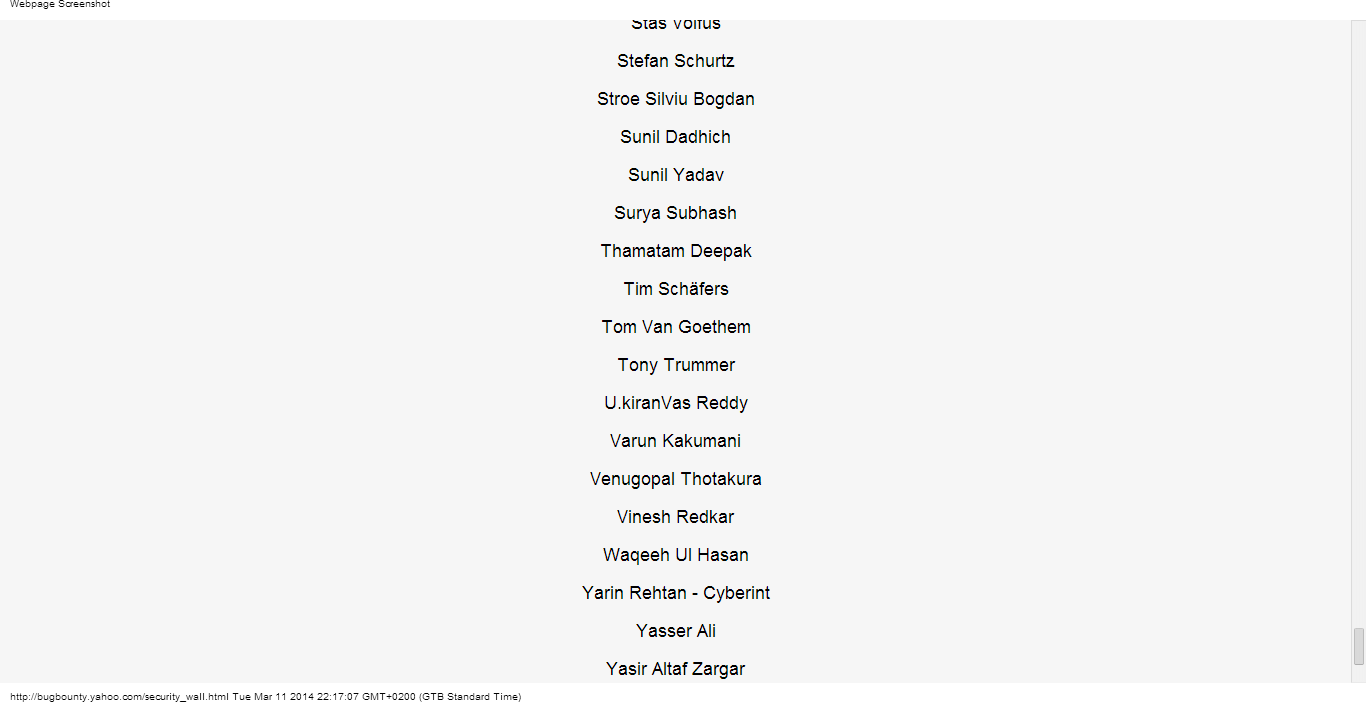 Webpage Screenshot
Stas Volfus
Stefan Schurtz
Stroe Silviu Bogdan
Sunil Dadhich
Sunil Yadav
Surya Subhash
Thamatam Deepak
Tim Schäfers
Tom Van Goethem
Tony Trummer
U.kiranVas Reddy
Varun Kakumani
Venugopal Thotakura
Vinesh Redkar
Waqeeh Ul Hasan
Yarin Rehtan - Cyberint
Yasser Ali
Yasir Altaf Zargar
http://bugbounty.yahoo.com/security_wall.html Tue Mar 11 2014 22:17:07 GMT+0200 (GTB Standard Time)